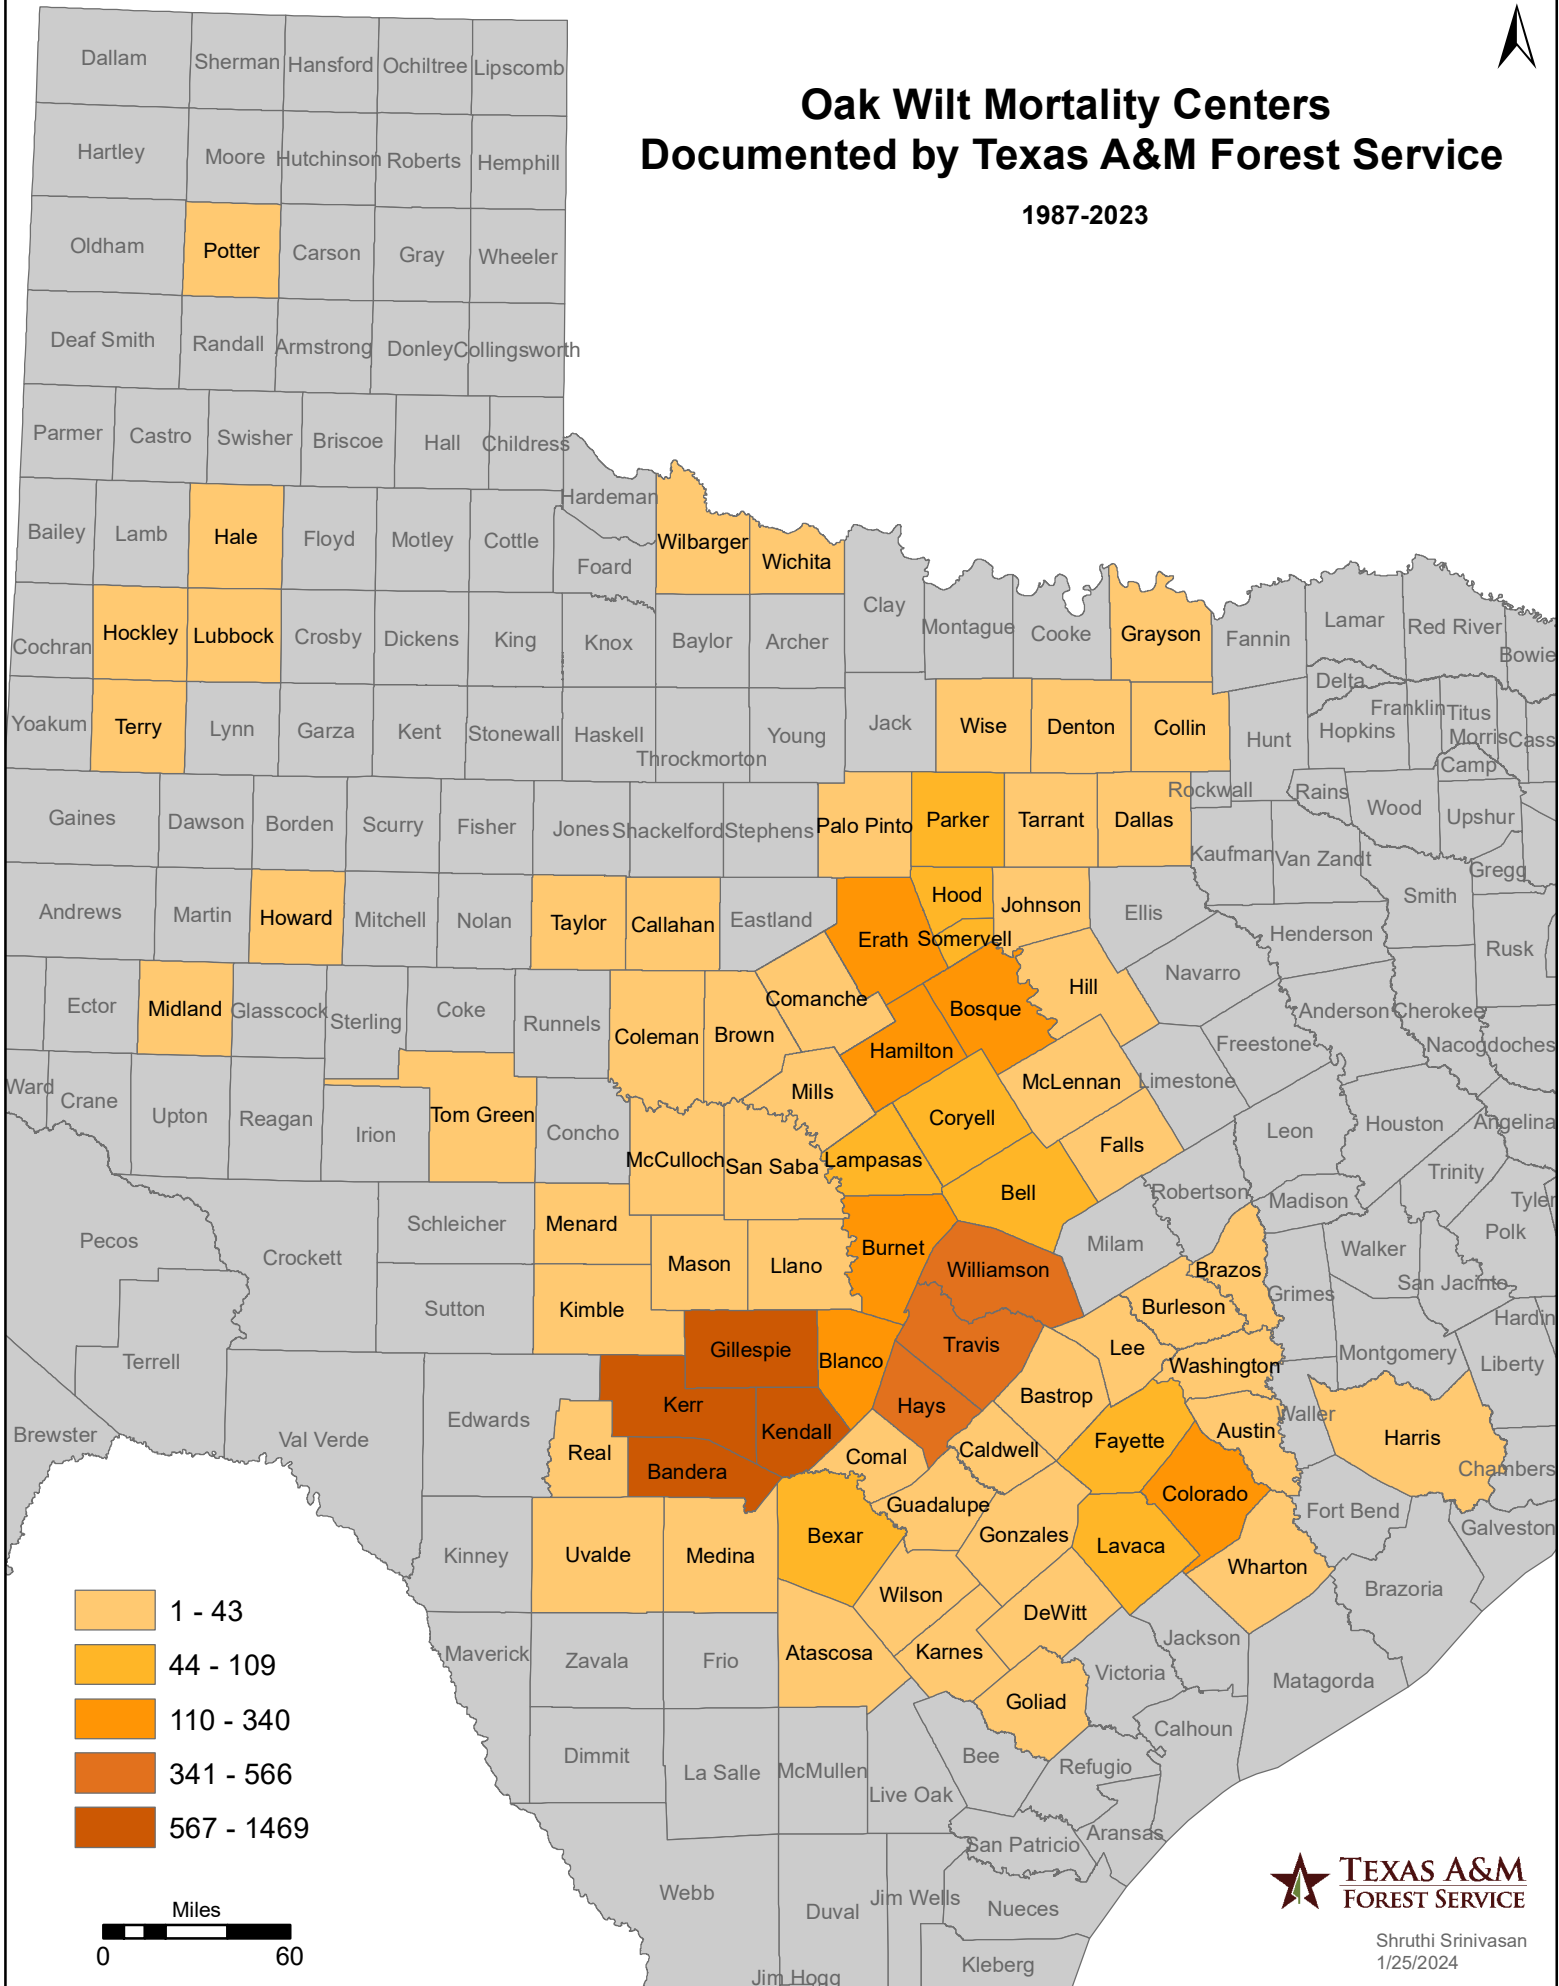 Oak Wilt Mortality Centers
Documented by Texas A&M Forest Service
1987-2023
Dallam Sherman Hansford Ochiltree Lipscomb
Hartley Moore Hutchinson Roberts Hemphill
Oldham Potter Carson Gray Wheeler
Deaf Smith Randall Armstrong Donley Collingsworth
Parmer Castro Swisher Briscoe Hall Childress
Hardeman
Bailey Lamb Hale Floyd Motley Cottle Foard Wilbarger Wichita
Clay Montague Cooke Grayson Fannin Lamar Red River Bowie
Cochran Hockley Lubbock Crosby Dickens King Knox Baylor Archer
Delta Franklin Titus
Yoakum Terry Lynn Garza Kent Stonewall Haskell Throckmorton Young Jack Wise Denton Collin Hunt Hopkins Morris Cass
Camp
Rockwall Rains Wood Upshur
Gaines Dawson Borden Scurry Fisher Jones Shackelford Stephens Palo Pinto Parker Tarrant Dallas
Kaufman Van Zandt Gregg
Smith
Andrews Martin Howard Mitchell Nolan Taylor Callahan Eastland Erath Hood Somervell Johnson Ellis
Henderson Rusk
Ector Midland Glasscock Sterling Coke Runnels Coleman Brown Comanche Hamilton Bosque Hill Navarro
Anderson Cherokee
Freestone Nacogdoches
Ward Crane Upton Reagan Irion Tom Green Concho Mills Coryell McLennan Limestone
Leon Houston Angelina
McCulloch San Saba Lampasas Bell Falls Trinity
Robertson Madison Tyler
Pecos Crockett Schleicher Menard Mason Llano Burnet Williamson Milam Brazos Walker Polk
Grimes San Jacinto
Sutton Kimble Burleson Hardin
Terrell Gillespie Blanco Travis Lee Washington Montgomery Liberty
Brewster Val Verde Edwards Kerr Kendall Hays Bastrop Waller
Real Bandera Comal Caldwell Fayette Austin Harris
Chambers
Guadalupe Colorado Fort Bend
Kinney Uvalde Medina Bexar Gonzales Lavaca Galveston
Wharton Brazoria
Wilson DeWitt
Maverick Zavala Frio Atascosa Karnes Jackson
Victoria Matagorda
Goliad
Dimmit La Salle McMullen Live Oak Bee Calhoun
Refugio
San Patricio Aransas
Webb Duval Jim Wells Nueces
Jim Hogg Kleberg
1 - 43
44 - 109
110 - 340
341 - 566
567 - 1469
Miles
0 60
TEXAS A&M
FOREST SERVICE
Shruthi Srinivasan
1/25/2024